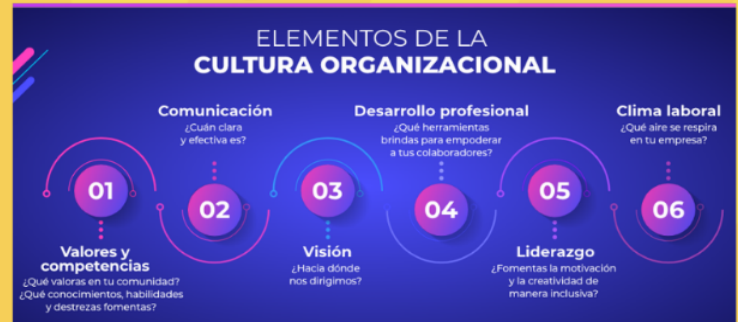 ELEMENTOS DE LA
CULTURA ORGANIZACIONAL
01
Valores y
competencias
¿Qué valoras en tu comunidad?
¿Qué conocimientos, habilidades
y destrezas fomentas?
Comunicación
¿Cuán clara
y efectiva es?
02
03
Visión
¿Hacia dónde
nos dirigimos?
Desarrollo profesional
¿Qué herramientas
brindas para empoderar
a tus colaboradores?
04
05
Liderazgo
¿Fomentas la motivación
y la creatividad de
manera inclusiva?
Clima laboral
¿Qué aire se respira
en tu empresa?
06